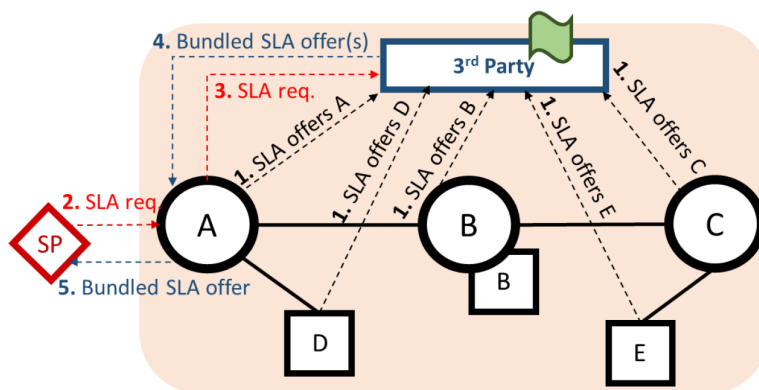 4. Bundled SLA offer(s)
3rd Party
3. SLA req.
1. SLA offers A
1. SLA offers D
1. SLA offers B
1. SLA offers E
1. SLA offers C
2. SLA req.
SP
A
B
C
5. Bundled SLA offer
B
D
E